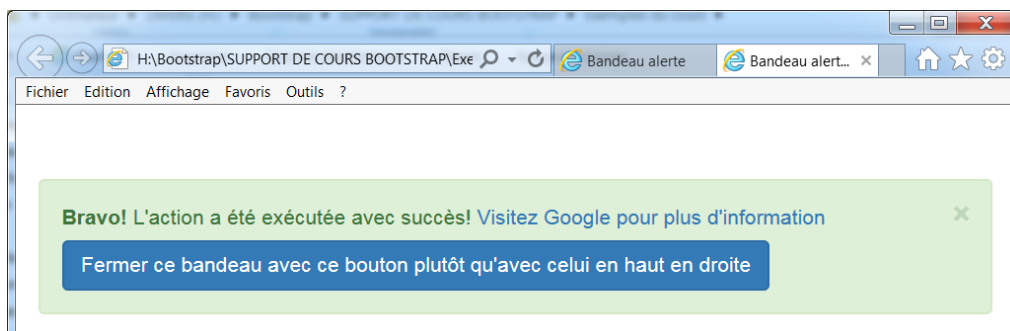 H:\Bootstrap\SUPPORT DE COURS BOOTSTRAP\Exe
Bandeau alerte
Bandeau alert...
Fichier Edition Affichage Favoris Outils ?
Bravo! L'action a été exécutée avec succès! Visitez Google pour plus d'information
×
Fermer ce bandeau avec ce bouton plutôt qu'avec celui en haut en droite